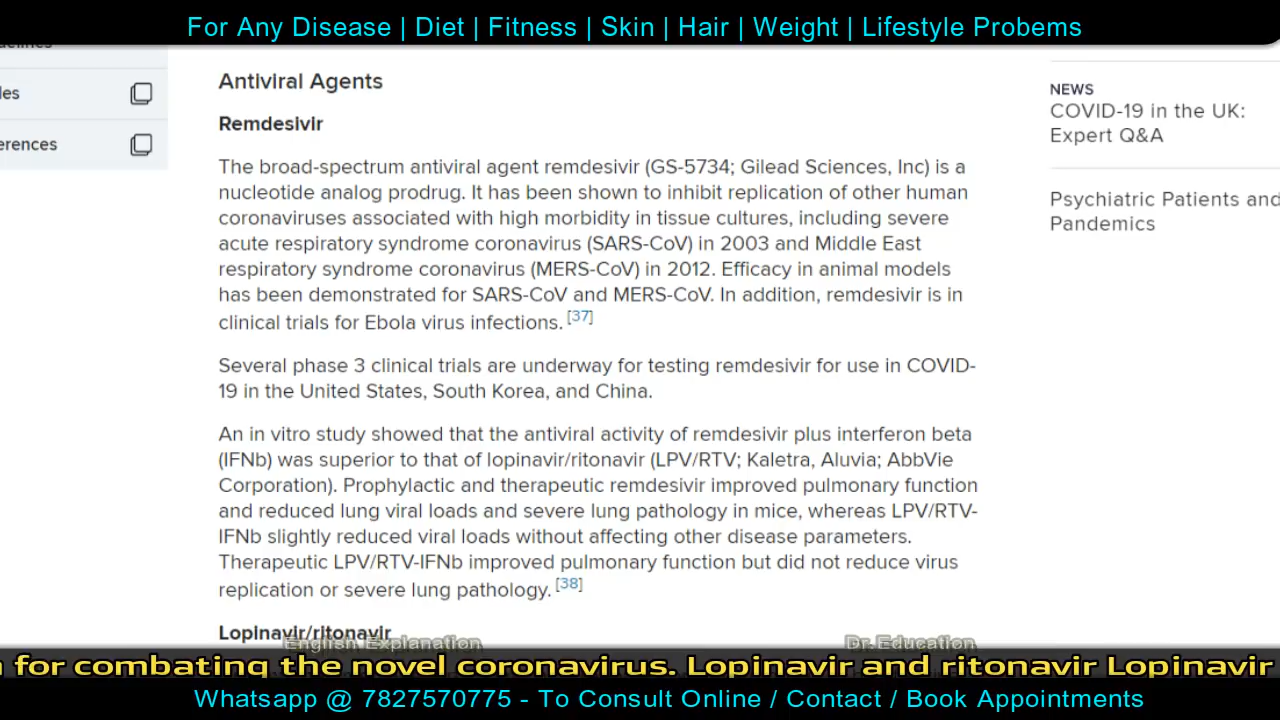 For Any Disease | Diet | Fitness | Skin | Hair | Weight | Lifestyle Probems
Antiviral Agents
Remdesivir
The broad-spectrum antiviral agent remdesivir (GS-5734; Gilead Sciences, Inc) is a
nucleotide analog prodrug. It has been shown to inhibit replication of other human
coronaviruses associated with high morbidity in tissue cultures, including severe
acute respiratory syndrome coronavirus (SARS-CoV) in 2003 and Middle East
respiratory syndrome coronavirus (MERS-CoV) in 2012. Efficacy in animal models
has been demonstrated for SARS-CoV and MERS-CoV. In addition, remdesivir is in
clinical trials for Ebola virus infections. [37]
Several phase 3 clinical trials are underway for testing remdesivir for use in COVID-
19 in the United States, South Korea, and China.
An in vitro study showed that the antiviral activity of remdesivir plus interferon beta
(IFNb) was superior to that of lopinavir/ritonavir (LPV/RTV; Kaletra, Aluvia; AbbVie
Corporation). Prophylactic and therapeutic remdesivir improved pulmonary function
and reduced lung viral loads and severe lung pathology in mice, whereas LPV/RTV-
IFNb slightly reduced viral loads without affecting other disease parameters.
Therapeutic LPV/RTV-IFNb improved pulmonary function but did not reduce virus
replication or severe lung pathology. [38]
Lopinavir/ritonavir
NEWS
COVID-19 in the UK:
Expert Q&A
Psychiatric Patients and
Pandemics
English Explanation
Dr. Education
for combating the novel coronavirus. Lopinavir and ritonavir Lopinavir
Whatsapp @ 7827570775 - To Consult Online / Contact / Book Appointments